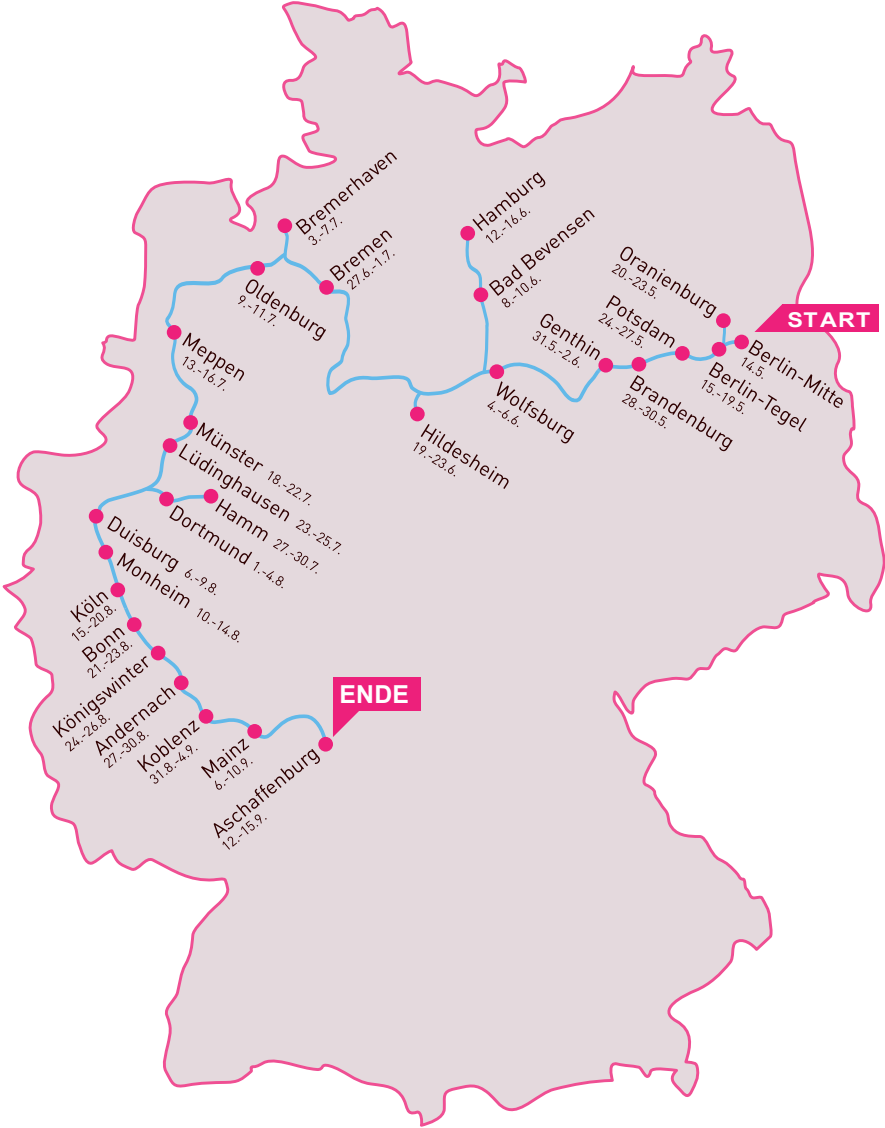 START
Berlin-Mitte
14.5.
Berlin-Tegel
15.-19.5.
Oranienburg
20.-23.5.
Potsdam
24.-27.5.
Brandenburg
28.-30.5.
Genthin
31.5.-2.6.
Wolfsburg
4.-6.6.
Bad Bevensen
8.-10.6.
Hamburg
12.-16.6.
Hildesheim
19.-23.6.
Bremen
27.6.-1.7.
Bremerhaven
3.-7.7.
Oldenburg
9.-11.7.
Meppen
13.-16.7.
Münster 18.-22.7.
Lüdinghausen 23.-25.7.
Hamm 27.-30.7.
Dortmund 1.-4.8.
Duisburg 6.-9.8.
Monheim 10.-14.8.
Köln
15.-20.8.
Bonn
21.-23.8.
Königswinter
24.-26.8.
Andernach
27.-30.8.
Koblenz
31.8.-4.9.
Mainz
6.-10.9.
Aschaffenburg
12.-15.9.
ENDE